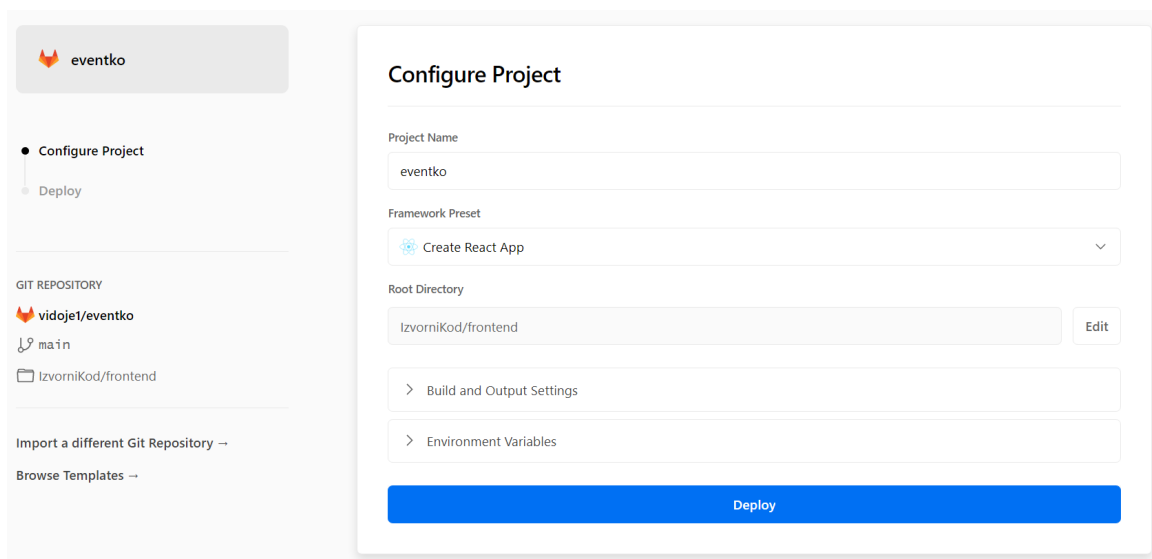 eventko
Configure Project
Deploy
GIT REPOSITORY
vidoje1/eventko
main
IzvorniKod/frontend
Import a different Git Repository →
Browse Templates →
Configure Project
Project Name
eventko
Framework Preset
Create React App
Root Directory
IzvorniKod/frontend
Edit
Build and Output Settings
Environment Variables
Deploy